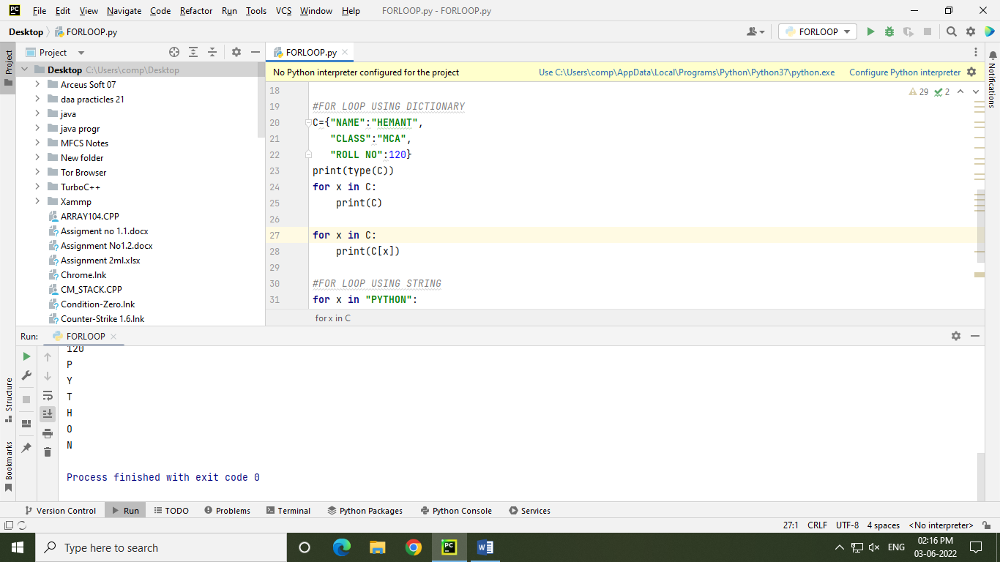 PC File Edit View Navigate Code Refactor Run Tools VCS Window Help FORLOOP.py - FORLOOP.py
Desktop FORLOOP.py FORLOOP
Project
Project
FORLOOP.py
Notifications
Desktop C:\Users\comp\Desktop
Arceus Soft 07
daa practicles 21
java
java progr
MFCS Notes
New folder
Tor Browser
TurboC++
Xammp
ARRAY104.CPP
Assigment no 1.1.docx
Assignment No1.2.docx
Assignment 2ml.xlsx
Chrome.lnk
CM_STACK.CPP
Condition-Zero.lnk
Counter-Strike 1.6.lnk
No Python interpreter configured for the project Use C:\Users\comp\AppData\Local\Programs\Python\Python37\python.exe Configure Python interpreter
29 2
18
19 #FOR LOOP USING DICTIONARY
20 C={"NAME":"HEMANT",
21 "CLASS":"MCA",
22 "ROLL NO":120}
23 print(type(C))
24 for x in C:
25 print(C)
26
27 for x in C:
28 print(C[x])
29
30 #FOR LOOP USING STRING
31 for x in "PYTHON":
for x in C
Run: FORLOOP
120
P
Y
T
H
O
N
Process finished with exit code 0
Structure
Bookmarks
Version Control Run TODO Problems Terminal Python Packages Python Console Services
27:1 CRLF UTF-8 4 spaces <No interpreter>
Type here to search PC W ENG 02:16 PM
03-06-2022